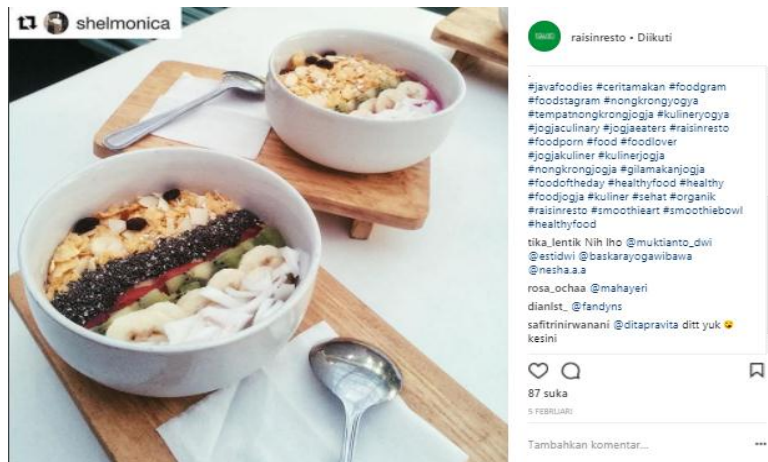 shelmonica
raisinresto • Diikuti
.
#javafoodies #ceritamakan #foodgram
#foodstagram #nongkrongyogya
#tempatnongkrongjogja #kulineryogya
#jogjaculinary #jogjaeaters #raisinresto
#foodporn #food #foodlover
#jogjakuliner #kulinerjogja
#nongkrongjogja #gilamakanjogja
#foodoftheday #healthyfood #healthy
#foodjogja #kuliner #sehat #organik
#raisinresto #smoothieart #smoothiebowl
#healthyfood
tika_lentik Nih lho @muktianto_dwi
@estidwi @baskarayogawibawa
@nesha.a.a
rosa_ochaa @mahayeri
dianlst_ @fandyns
safitrinirwanani @ditapravita ditt yuk 😜
kesini
87 suka
5 FEBRUARI
Tambahkan komentar...